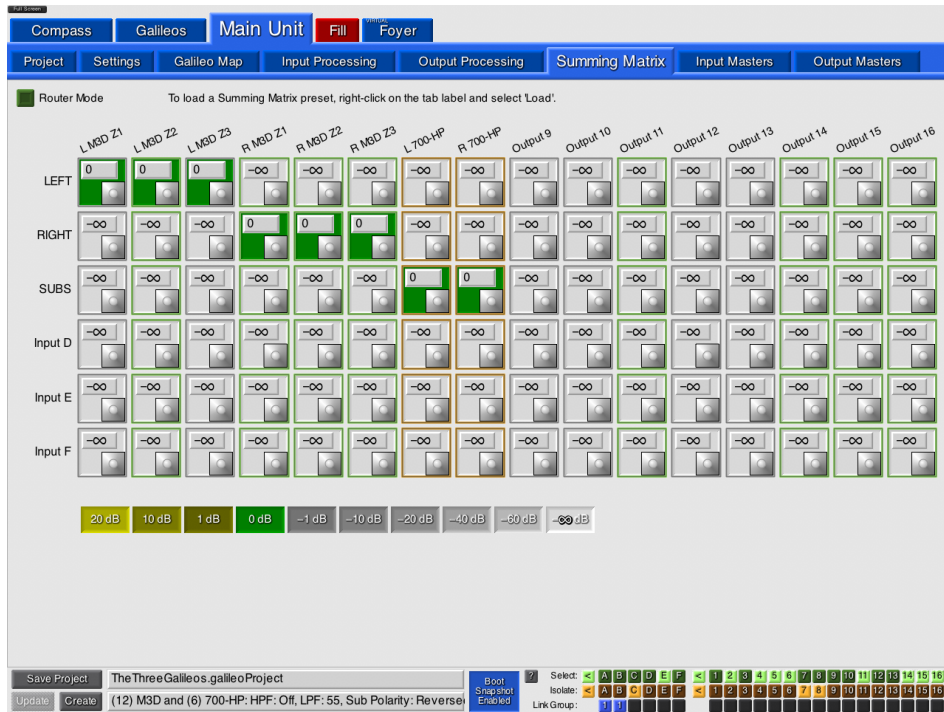 Full Screen
Compass Galileos Main Unit Fill VIRTUAL Foyer
Project Settings Galileo Map Input Processing Output Processing Summing Matrix Input Masters Output Masters
Router Mode To load a Summing Matrix preset, right-click on the tab label and select 'Load'.
L M3D Z1 L M3D Z2 L M3D Z3 R M3D Z1 R M3D Z2 R M3D Z3 L 700-HP R 700-HP Output 9 Output 10 Output 11 Output 12 Output 13 Output 14 Output 15 Output 16
LEFT 0 0 0 -∞ -∞ -∞ -∞ -∞ -∞ -∞ -∞ -∞ -∞ -∞ -∞ -∞
RIGHT -∞ -∞ -∞ 0 0 0 -∞ -∞ -∞ -∞ -∞ -∞ -∞ -∞ -∞ -∞
SUBS -∞ -∞ -∞ -∞ -∞ -∞ 0 0 -∞ -∞ -∞ -∞ -∞ -∞ -∞ -∞
Input D -∞ -∞ -∞ -∞ -∞ -∞ -∞ -∞ -∞ -∞ -∞ -∞ -∞ -∞ -∞ -∞
Input E -∞ -∞ -∞ -∞ -∞ -∞ -∞ -∞ -∞ -∞ -∞ -∞ -∞ -∞ -∞ -∞
Input F -∞ -∞ -∞ -∞ -∞ -∞ -∞ -∞ -∞ -∞ -∞ -∞ -∞ -∞ -∞ -∞
20 dB 10 dB 1 dB 0 dB -1 dB -10 dB -20 dB -40 dB -60 dB -∞ dB
Save Project TheThreeGalileos.galileoProject Boot Snapshot Enabled ? Select: < A B C D E F < 1 2 3 4 5 6 7 8 9 10 11 12 13 14 15 16
Update Create (12) M3D and (6) 700-HP: HPF: Off, LPF: 55, Sub Polarity: Reverse Isolate: < A B C D E F < 1 2 3 4 5 6 7 8 9 10 11 12 13 14 15 16
Link Group: 1 1